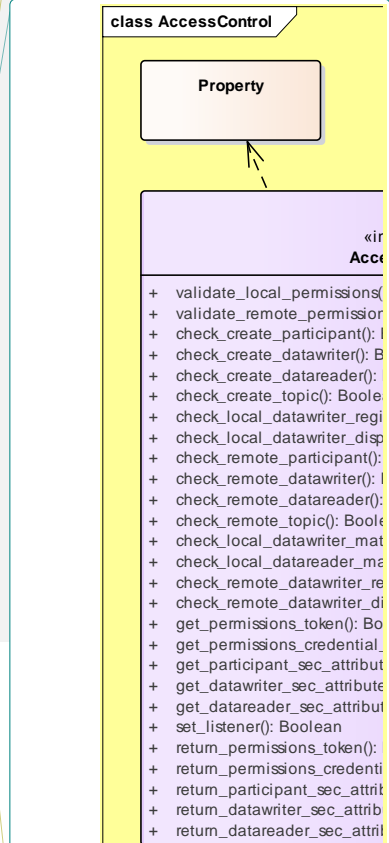 class AccessControl
Property
«in
Acce
+ validate_local_permissions(
+ validate_remote_permission
+ check_create_participant():
+ check_create_datawriter(): B
+ check_create_datareader():
+ check_create_topic(): Boole
+ check_local_datawriter_regi
+ check_local_datawriter_disp
+ check_remote_participant():
+ check_remote_datawriter():
+ check_remote_datareader():
+ check_remote_topic(): Boole
+ check_local_datawriter_mat
+ check_local_datareader_ma
+ check_remote_datawriter_re
+ check_remote_datawriter_di
+ get_permissions_token(): Bo
+ get_permissions_credential_
+ get_participant_sec_attribut
+ get_datawriter_sec_attribute
+ get_datareader_sec_attribut
+ set_listener(): Boolean
+ return_permissions_token():
+ return_permissions_credenti
+ return_participant_sec_attrib
+ return_datawriter_sec_attrib
+ return_datareader_sec_attrib